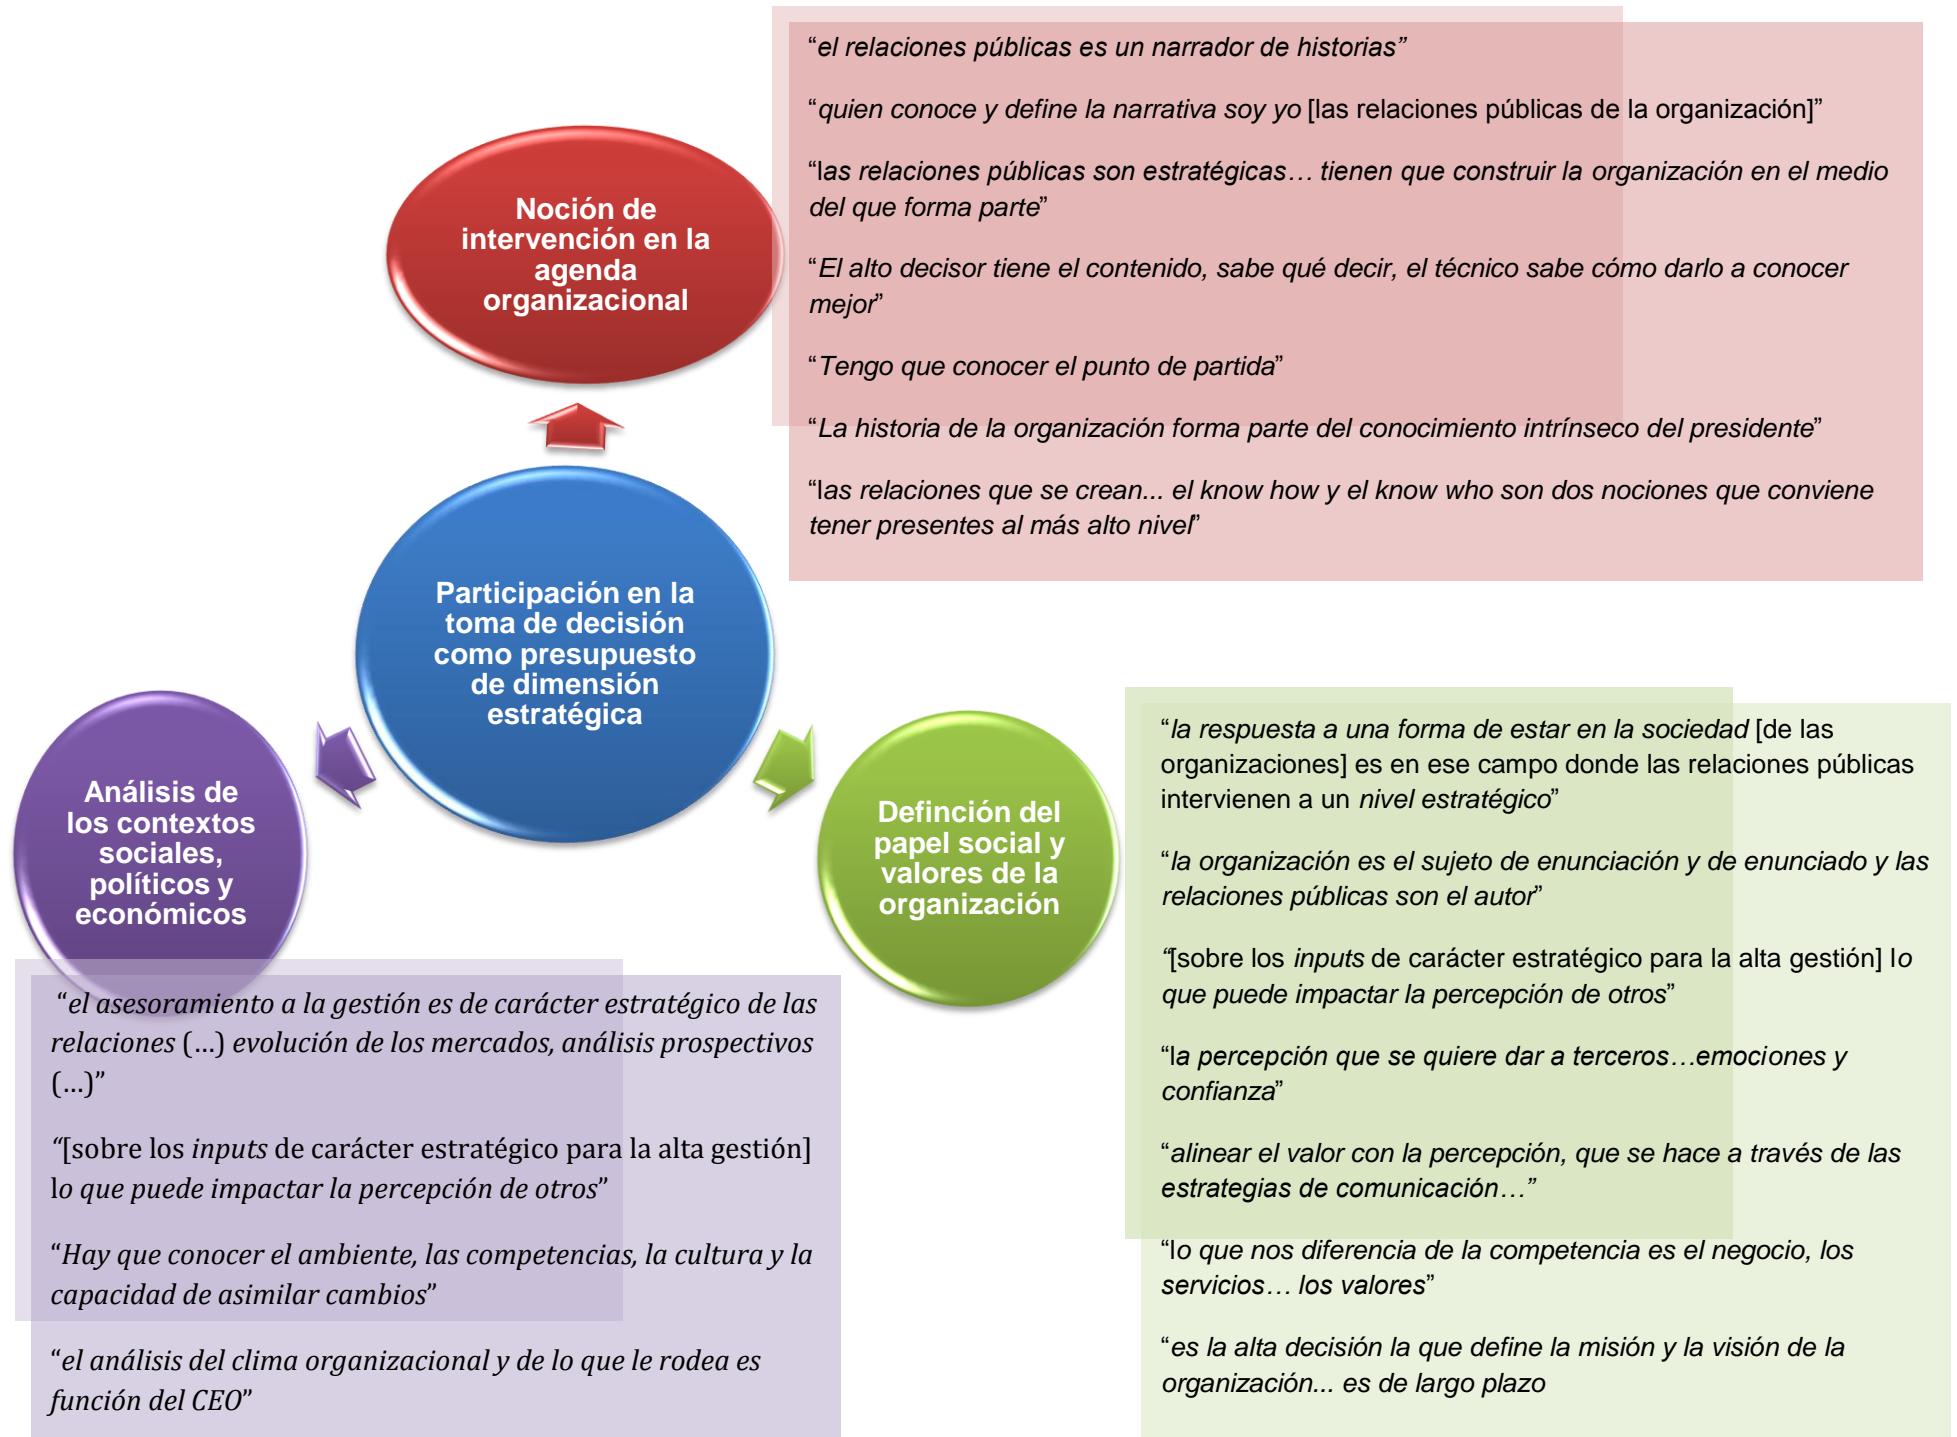 “el relaciones públicas es un narrador de historias”
“quien conoce y define la narrativa soy yo [las relaciones públicas de la organización]”
“las relaciones públicas son estratégicas… tienen que construir la organización en el medio
del que forma parte”
“El alto decisor tiene el contenido, sabe qué decir, el técnico sabe cómo darlo a conocer
mejor”
“Tengo que conocer el punto de partida”
“La historia de la organización forma parte del conocimiento intrínseco del presidente”
“las relaciones que se crean... el know how y el know who son dos nociones que conviene
tener presentes al más alto nivel”
Noción de
intervención en la
agenda
organizacional
Participación en la
toma de decisión
como presupuesto
de dimensión
estratégica
Análisis de
los contextos
sociales,
políticos y
económicos
“el asesoramiento a la gestión es de carácter estratégico de las
relaciones (…) evolución de los mercados, análisis prospectivos
(…)”
“[sobre los inputs de carácter estratégico para la alta gestión]
lo que puede impactar la percepción de otros”
“Hay que conocer el ambiente, las competencias, la cultura y la
capacidad de asimilar cambios”
“el análisis del clima organizacional y de lo que le rodea es
función del CEO”
Definción del
papel social y
valores de la
organización
“la respuesta a una forma de estar en la sociedad [de las
organizaciones] es en ese campo donde las relaciones públicas
intervienen a un nivel estratégico”
“la organización es el sujeto de enunciación y de enunciado y las
relaciones públicas son el autor”
“[sobre los inputs de carácter estratégico para la alta gestión] lo
que puede impactar la percepción de otros”
“la percepción que se quiere dar a terceros…emociones y
confianza”
“alinear el valor con la percepción, que se hace a través de las
estrategias de comunicación…”
“lo que nos diferencia de la competencia es el negocio, los
servicios… los valores”
“es la alta decisión la que define la misión y la visión de la
organización... es de largo plazo